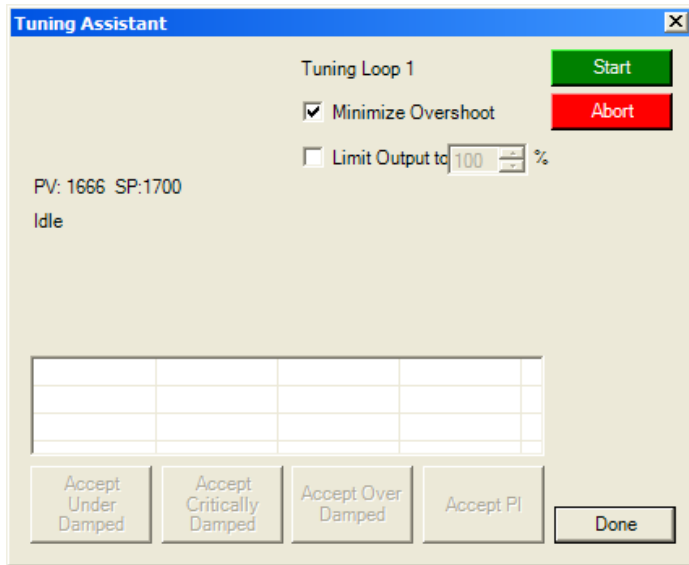 Tuning Assistant
Tuning Loop 1
Start
Minimize Overshoot
Abort
Limit Output to 100 %
PV: 1666 SP:1700
Idle
Accept
Under
Damped
Accept
Critically
Damped
Accept Over
Damped
Accept PI
Done